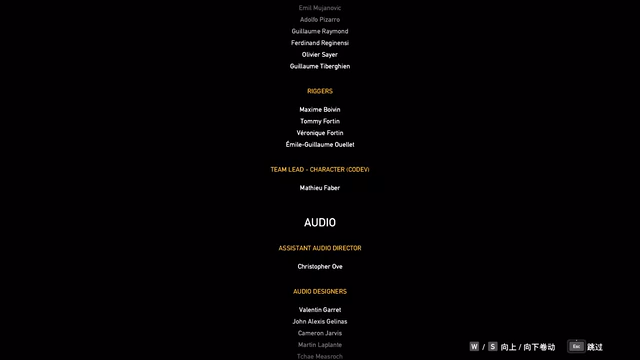 Emil Mujanovic
Adolfo Pizarro
Guillaume Raymond
Ferdinand Reginensi
Olivier Sayer
Guillaume Tiberghien
RIGGERS
Maxime Boivin
Tommy Fortin
Véronique Fortin
Émile-Guillaume Ouellet
TEAM LEAD - CHARACTER (CODEV)
Mathieu Faber
AUDIO
ASSISTANT AUDIO DIRECTOR
Christopher Ove
AUDIO DESIGNERS
Valentin Garret
John Alexis Gelinas
Cameron Jarvis
Martin Laplante
Tchae Measroch
W / S 向上 / 向下卷动 Esc 跳过